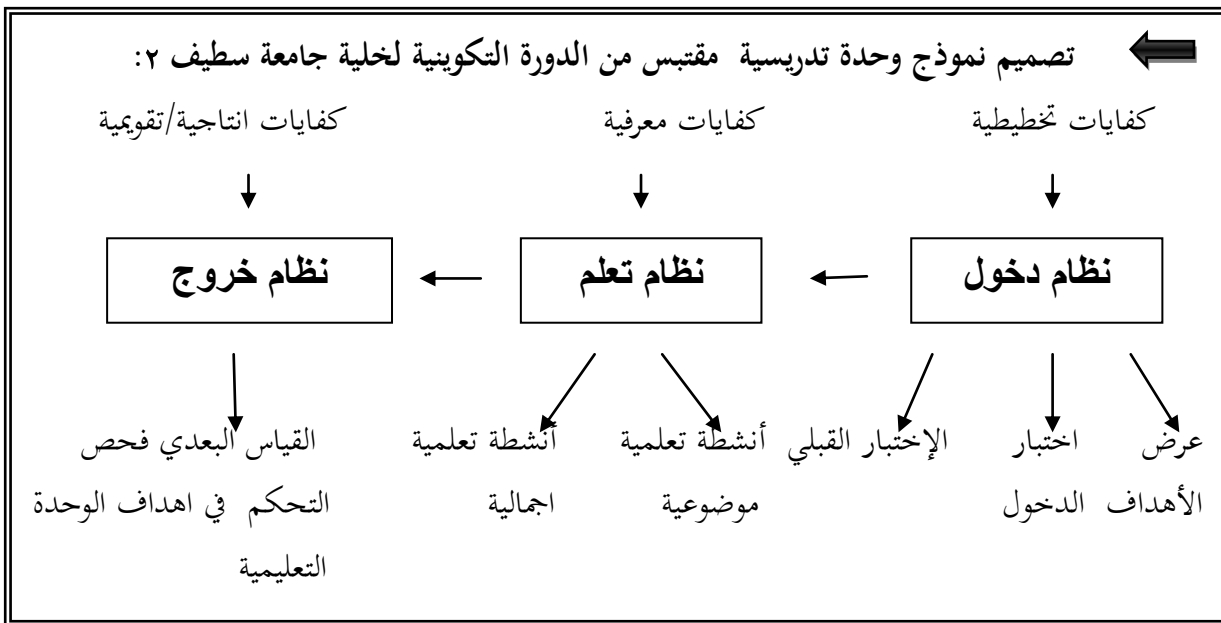 تصميم نموذج وحدة تدريسية مقتبس من الدورة التكوينية لخلية جامعة سطيف ٢:
كفايات تخطيطية
كفايات معرفية
كفايات انتاجية/تقويمية
نظام دخول
نظام تعلم
نظام خروج
عرض
الأهداف
اختبار
الدخول
الإختبار القبلي
أنشطة تعلمية
موضوعية
أنشطة تعلمية
اجمالية
القياس البعدي فحص
التحكم في اهداف الوحدة
التعليمية